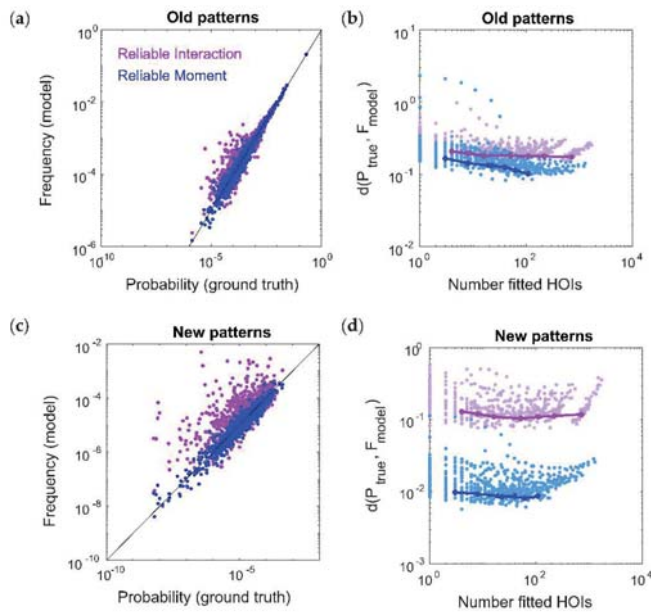 (a) Old patterns
Reliable Interaction
Reliable Moment
Frequency (model)
10^0
10^-2
10^-4
10^-6
10^-10 10^-5 10^0
Probability (ground truth)
(b) Old patterns
d(P_true, F_model)
10^1
10^0
10^-1
10^-2
10^0 10^2 10^4
Number fitted HOIs
(c) New patterns
Frequency (model)
10^-2
10^-4
10^-6
10^-8
10^-10
10^-10 10^-5
Probability (ground truth)
(d) New patterns
d(P_true, F_model)
10^0
10^-1
10^-2
10^-3
10^0 10^2 10^4
Number fitted HOIs